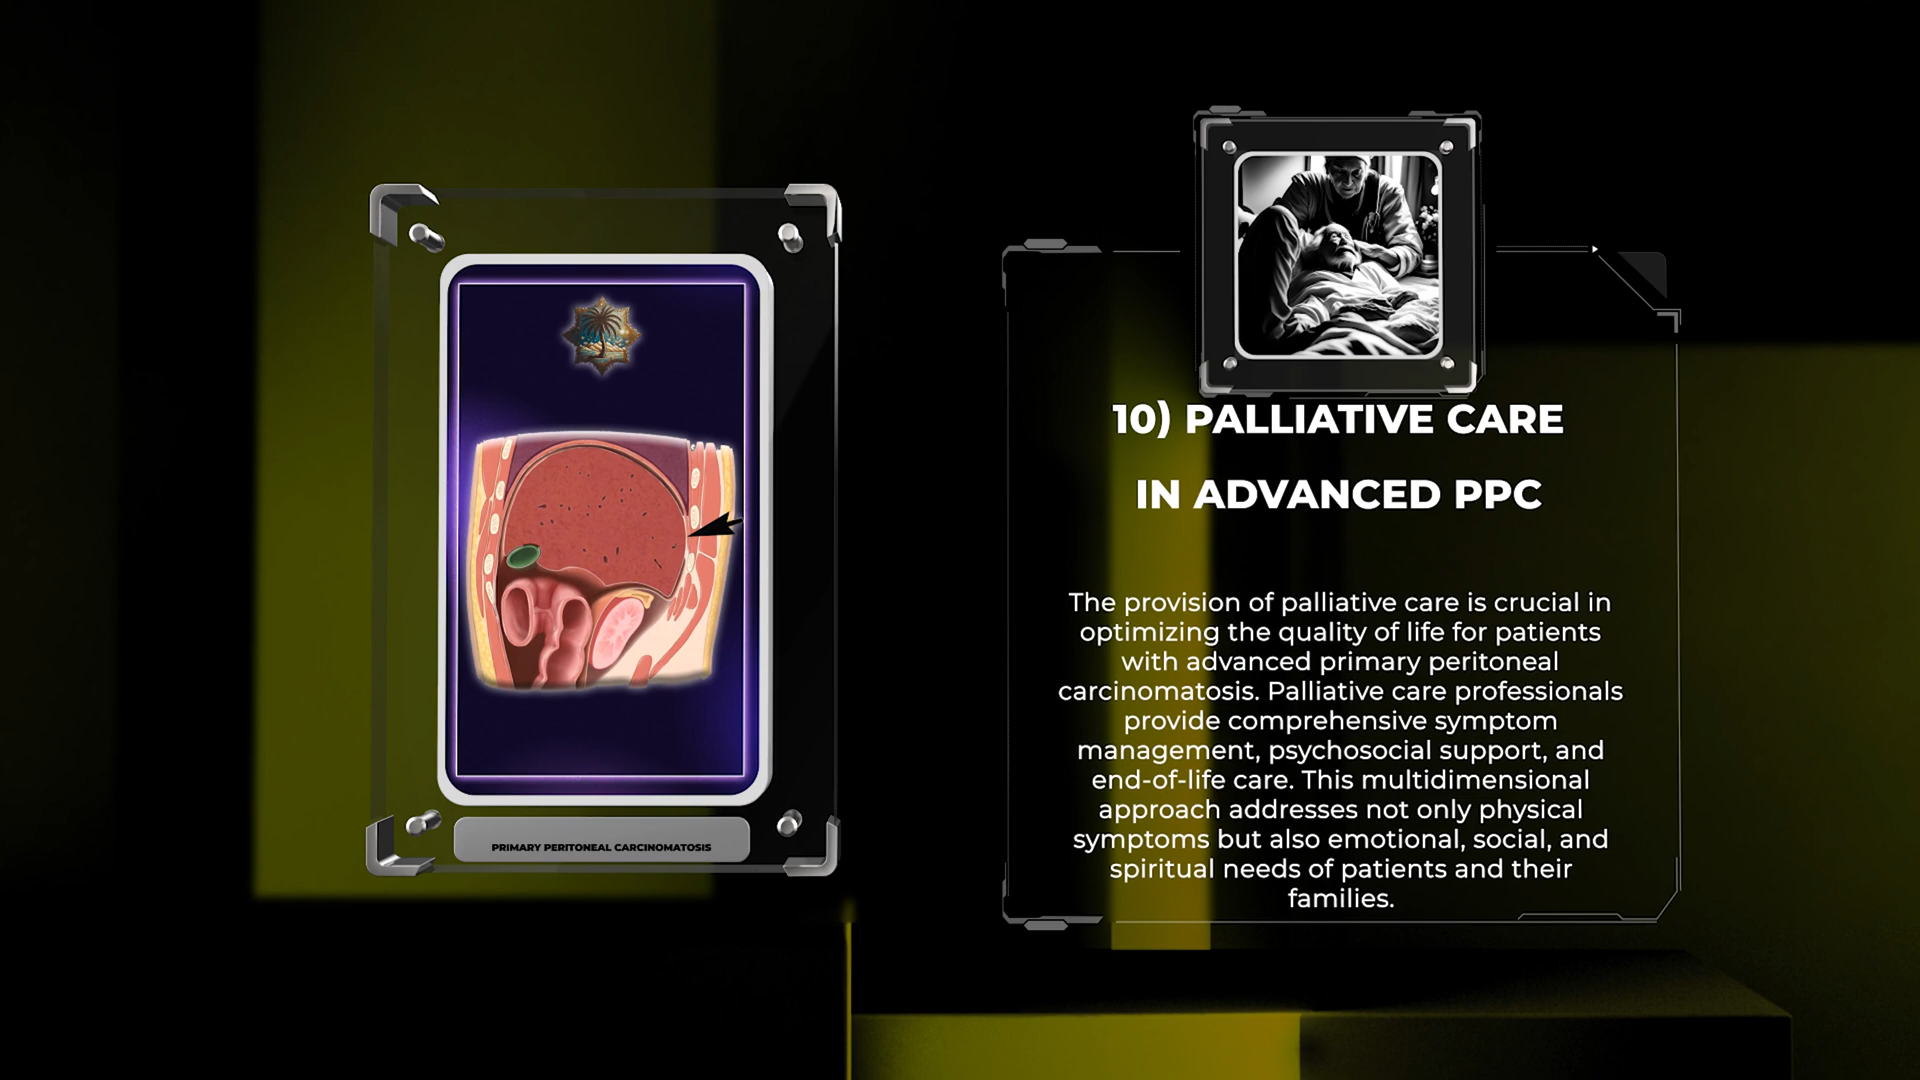 PRIMARY PERITONEAL CARCINOMATOSIS
10) PALLIATIVE CARE
IN ADVANCED PPC
The provision of palliative care is crucial in
optimizing the quality of life for patients
with advanced primary peritoneal
carcinomatosis. Palliative care professionals
provide comprehensive symptom
management, psychosocial support, and
end-of-life care. This multidimensional
approach addresses not only physical
symptoms but also emotional, social, and
spiritual needs of patients and their
families.